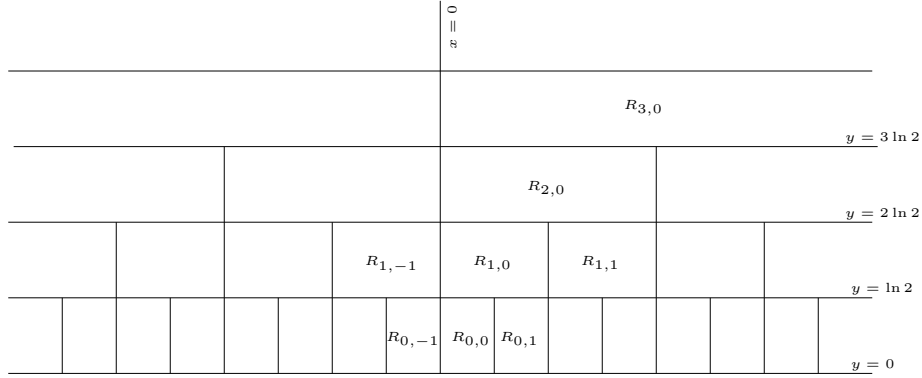 x = 0
R_{3,0}
y = 3 ln 2
R_{2,0}
y = 2 ln 2
R_{1,−1} R_{1,0} R_{1,1}
y = ln 2
R_{0,−1} R_{0,0} R_{0,1}
y = 0